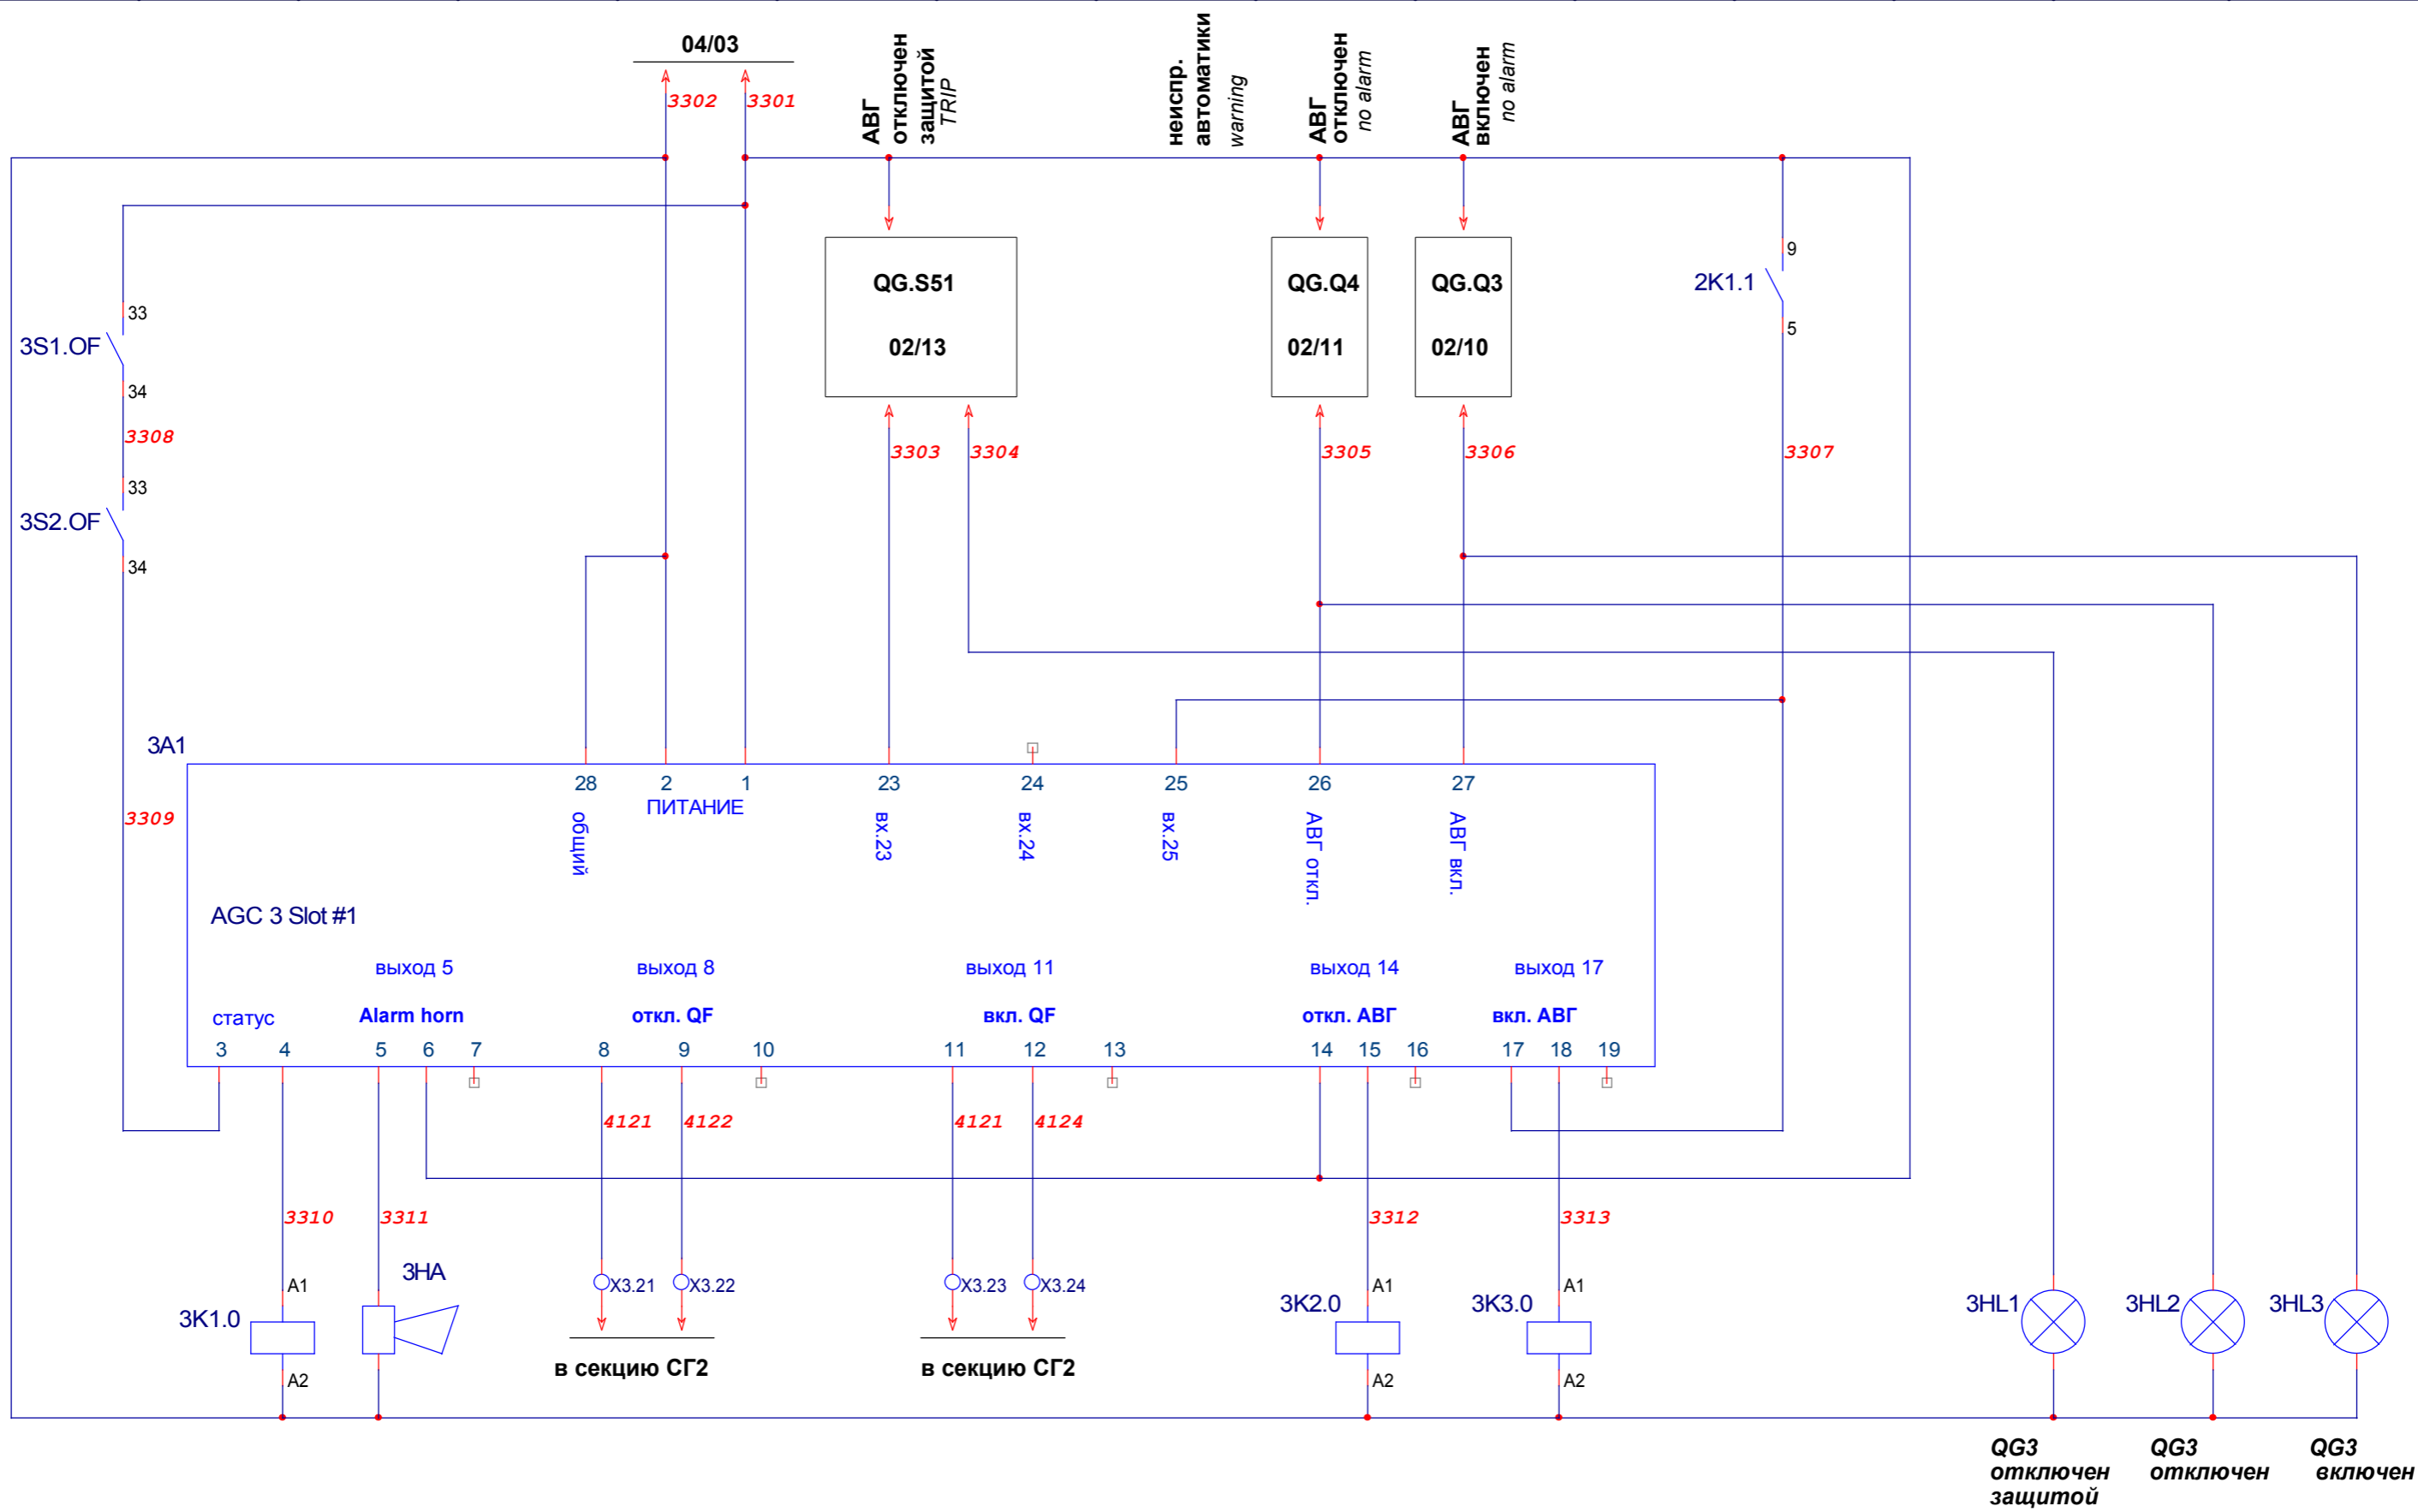 04/03
3302
3301
АВГ
отключен
защитой
TRIP
неиспр.
автоматики
warning
АВГ
отключен
no alarm
АВГ
включен
no alarm
QG.S51
02/13
QG.Q4
02/11
QG.Q3
02/10
2K1.1
9
5
33
3S1.OF
34
3308
33
3S2.OF
34
3303
3304
3305
3306
3307
3A1
3309
28
2
1
23
24
25
26
27
ПИТАНИЕ
общий
вх.23
вх.24
вх.25
АВГ откл.
АВГ вкл.
AGC 3 Slot #1
выход 5
выход 8
выход 11
выход 14
выход 17
статус
Alarm horn
откл. QF
вкл. QF
откл. АВГ
вкл. АВГ
3
4
5
6
7
8
9
10
11
12
13
14
15
16
17
18
19
4121
4122
4121
4124
3310
3311
3312
3313
A1
3HA
X3.21
X3.22
X3.23
X3.24
A1
A1
3K1.0
3K2.0
3K3.0
3HL1
3HL2
3HL3
A2
в секцию СГ2
в секцию СГ2
A2
A2
QG3
отключен
защитой
QG3
отключен
QG3
включен